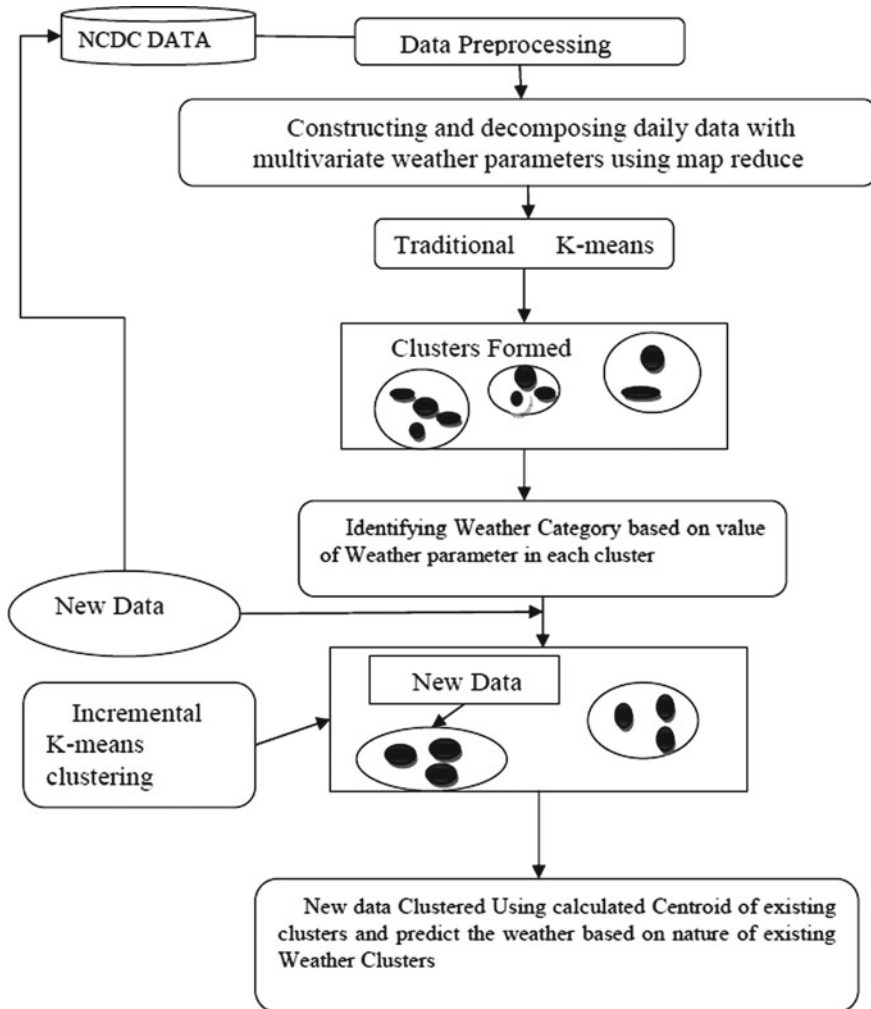 NCDC DATA
Data Preprocessing
Constructing and decomposing daily data with
multivariate weather parameters using map reduce
Traditional K-means
Clusters Formed
Identifying Weather Category based on value
of Weather parameter in each cluster
New Data
New Data
Incremental
K-means
clustering
New data Clustered Using calculated Centroid of existing
clusters and predict the weather based on nature of existing
Weather Clusters